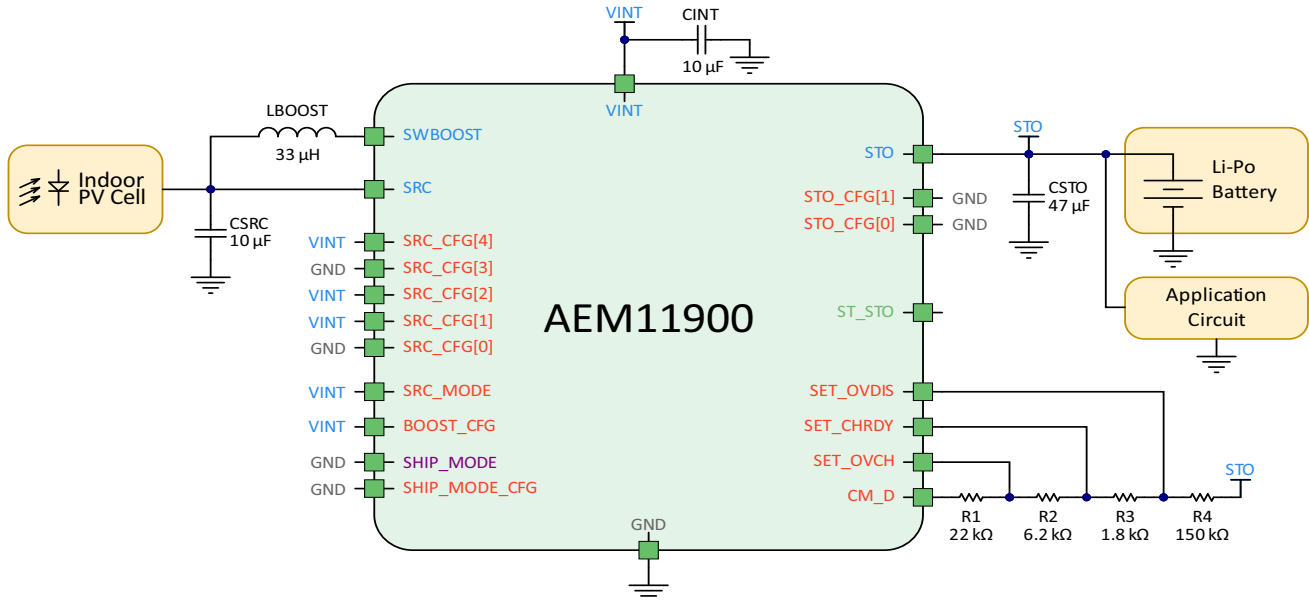 VINT
CINT
10 µF
VINT
LBOOST
33 µH
SWBOOST
Indoor
PV Cell
SRC
CSRC
10 µF
VINT
SRC_CFG[4]
GND
SRC_CFG[3]
VINT
SRC_CFG[2]
VINT
SRC_CFG[1]
GND
SRC_CFG[0]
VINT
SRC_MODE
VINT
BOOST_CFG
GND
SHIP_MODE
GND
SHIP_MODE_CFG
AEM11900
GND
STO
STO_CFG[1]
GND
STO_CFG[0]
GND
ST_STO
SET_OVDIS
SET_CHRDY
SET_OVCH
CM_D
STO
CSTO
47 µF
Li-Po
Battery
Application
Circuit
STO
R1
22 kΩ
R2
6.2 kΩ
R3
1.8 kΩ
R4
150 kΩ